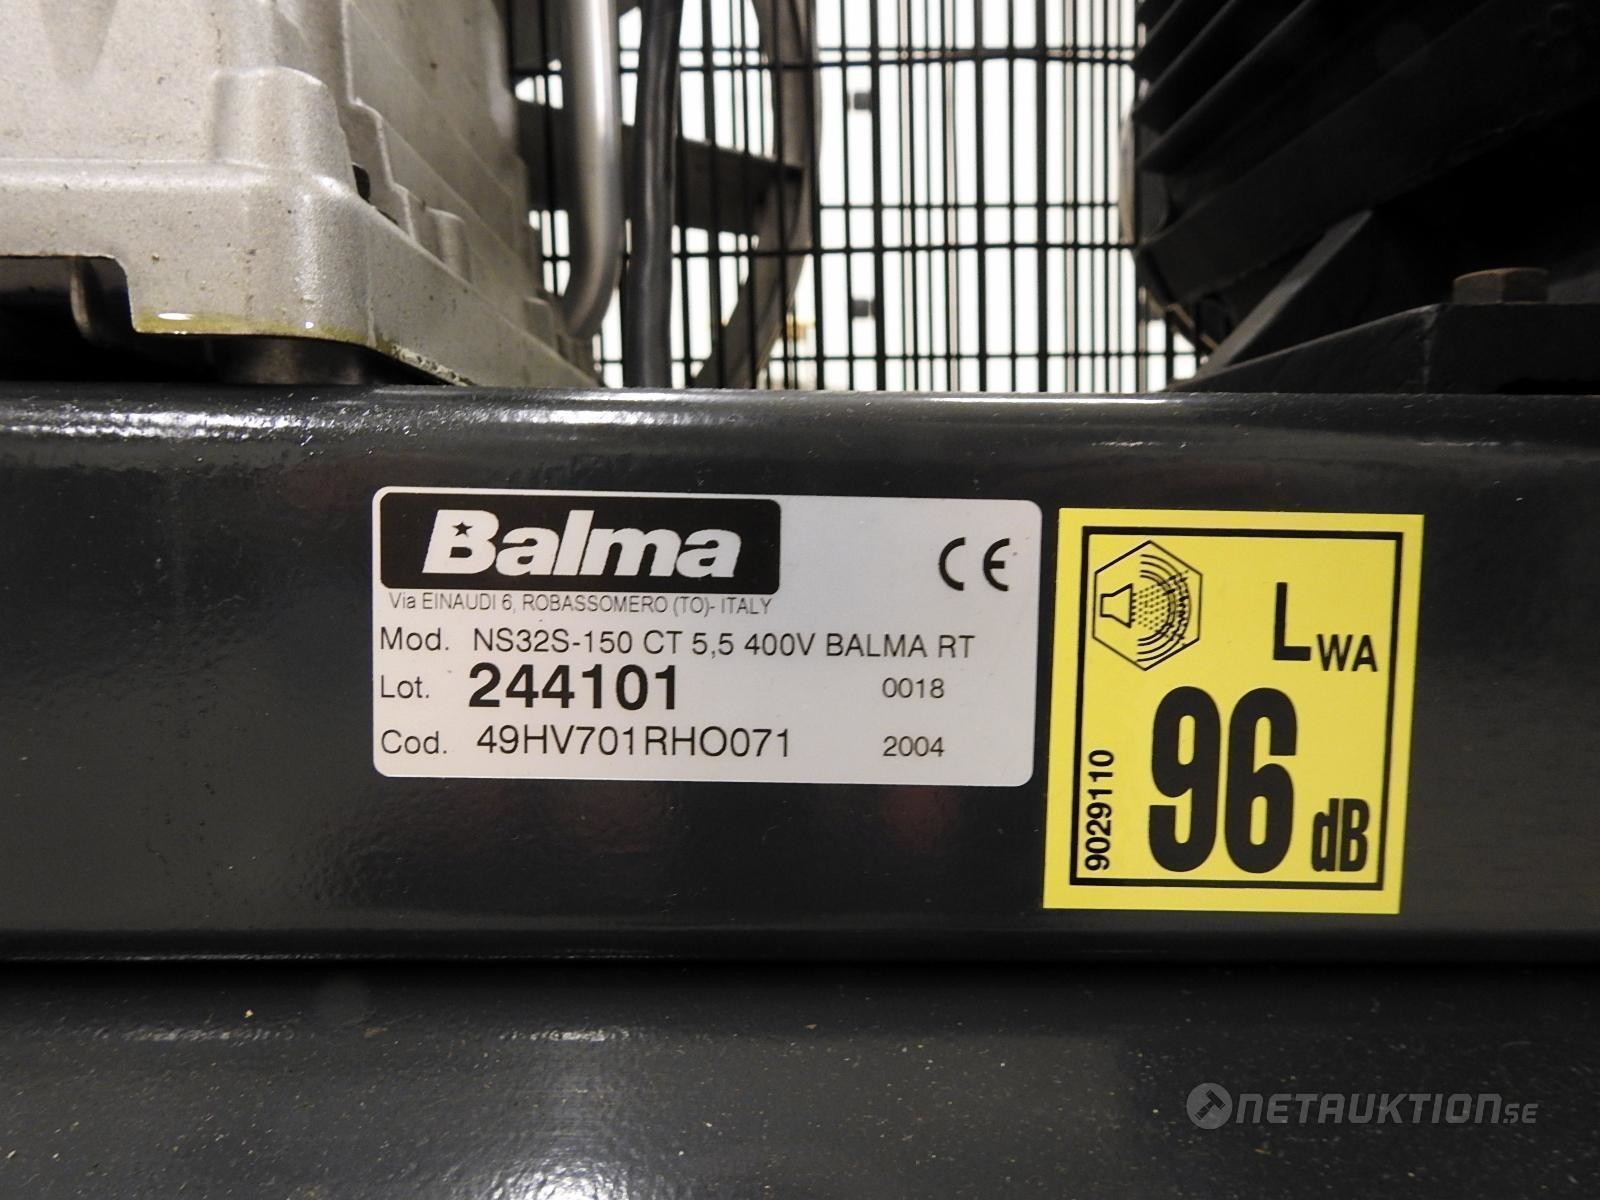 Balma
CE
Via EINAUDI 6, ROBASSOMERO (TO)- ITALY
Mod. NS32S-150 CT 5,5 400V BALMA RT
Lot. 244101 0018
Cod. 49HV701RHO071 2004
LWA
96 dB
9029110
NETAUKTION.SE